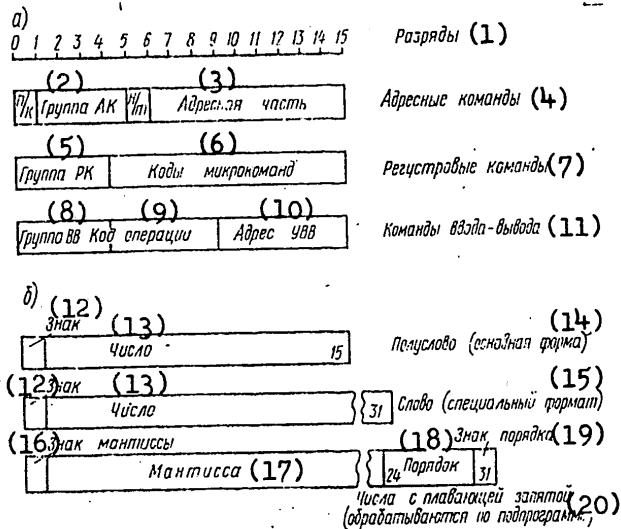 а)
0 1 2 3 4 5 6 7 8 9 10 11 12 13 14 15 Разряды (1)
(2) (3)
П/К Группа АК И/П Адресная часть Адресные команды (4)
(5) (6)
Группа РК Коды микрокоманд Регистровые команды (7)
(8) (9) (10)
Группа ВВ Код операции Адрес УВВ Команды ввода-вывода (11)
б)
(12)
Знак (13) (14)
Число 15 Полуслово (основная форма)
(15)
(12) Знак (13)
Число 31 Слово (специальный формат)
(16) Знак мантиссы (18) Знак порядка (19)
Мантисса (17) 24 Порядок 31
Числа с плавающей запятой (20)
(обрабатываются по подпрограмм.,